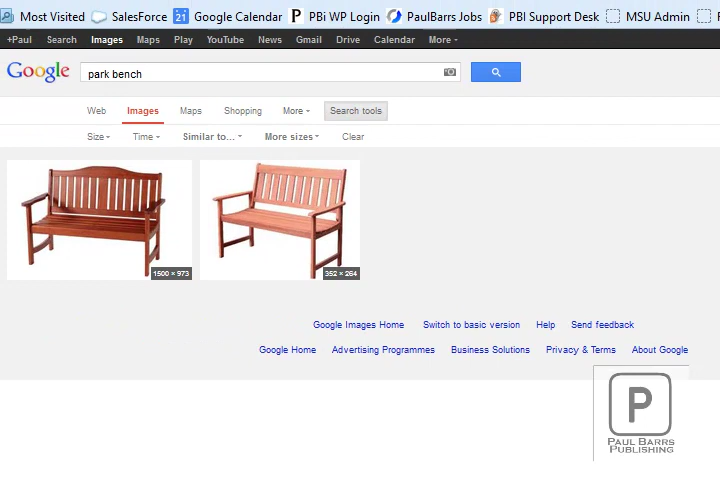 Most Visited SalesForce 21 Google Calendar P PBi WP Login PaulBarrs Jobs PBI Support Desk MSU Admin
+Paul Search Images Maps Play YouTube News Gmail Drive Calendar More
Google park bench
Web Images Maps Shopping More Search tools
Size Time Similar to... More sizes Clear
1500 × 973 352 × 264
Google Images Home Switch to basic version Help Send feedback
Google Home Advertising Programmes Business Solutions Privacy & Terms About Google
P
PAUL BARRS
PUBLISHING